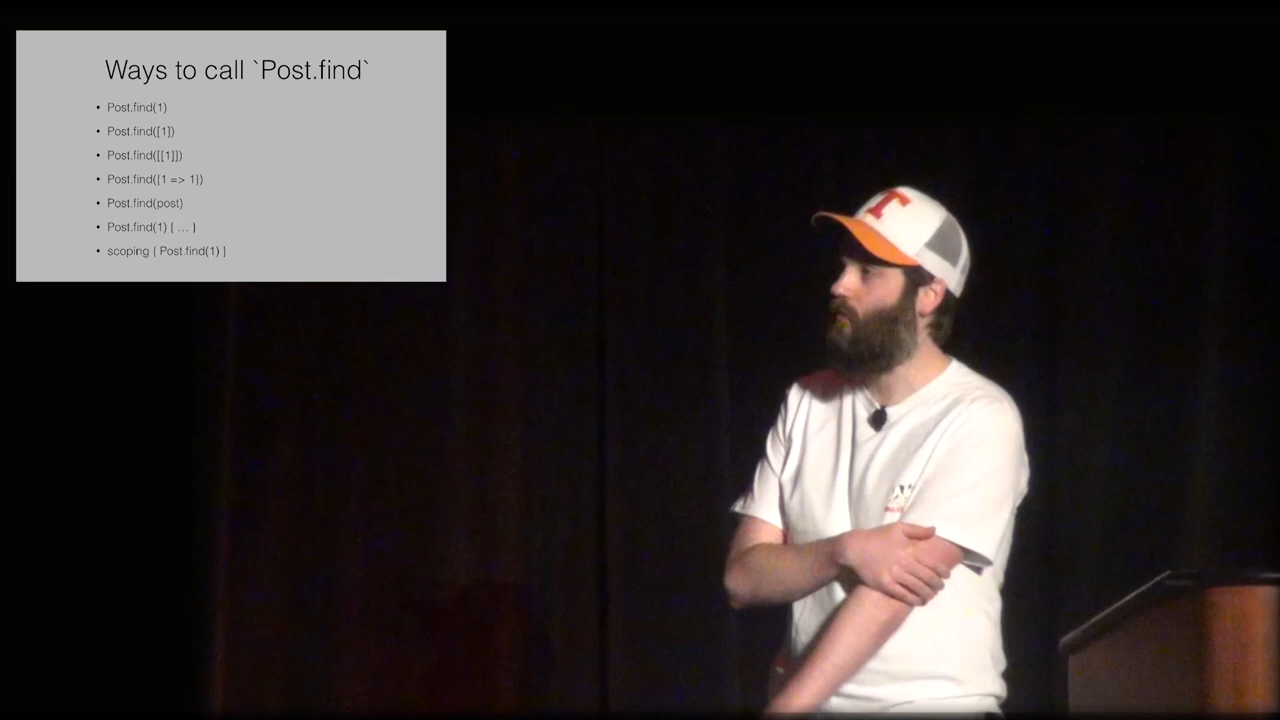 Ways to call `Post.find`
• Post.find(1)
• Post.find([1])
• Post.find([[1]])
• Post.find({1 => 1})
• Post.find(post)
• Post.find(1) { … }
• scoping { Post.find(1) }
T